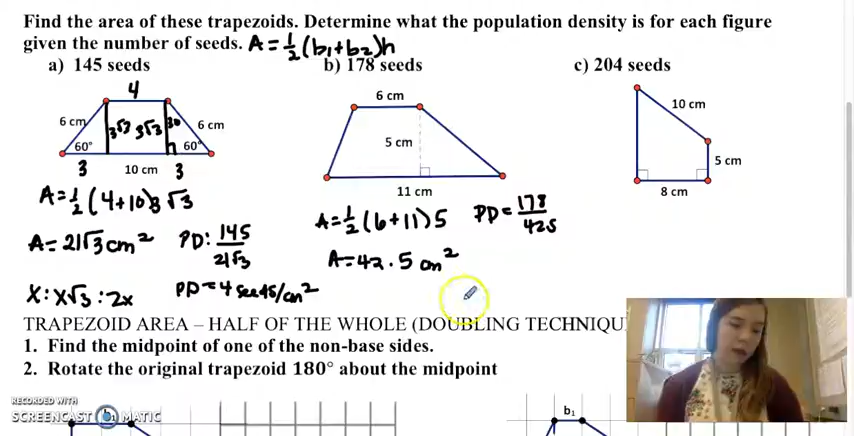 Find the area of these trapezoids. Determine what the population density is for each figure
given the number of seeds. A = ½(b₁+b₂)h
a) 145 seeds
b) 178 seeds
c) 204 seeds
4
6 cm
3√3
3√3
30
6 cm
60°
60°
3
10 cm
3
6 cm
5 cm
11 cm
10 cm
5 cm
8 cm
A=½(4+10)3√3
A=21√3 cm²
PD: 145/21√3
X:X√3:2x
PD=4 seeds/cm²
A=½(6+11)5
PD=178/425
A=42.5 cm²
TRAPEZOID AREA – HALF OF THE WHOLE (DOUBLING TECHNIQU
1. Find the midpoint of one of the non-base sides.
2. Rotate the original trapezoid 180° about the midpoint
RECORDED WITH
SCREENCAST MATIC
b₁
b₁